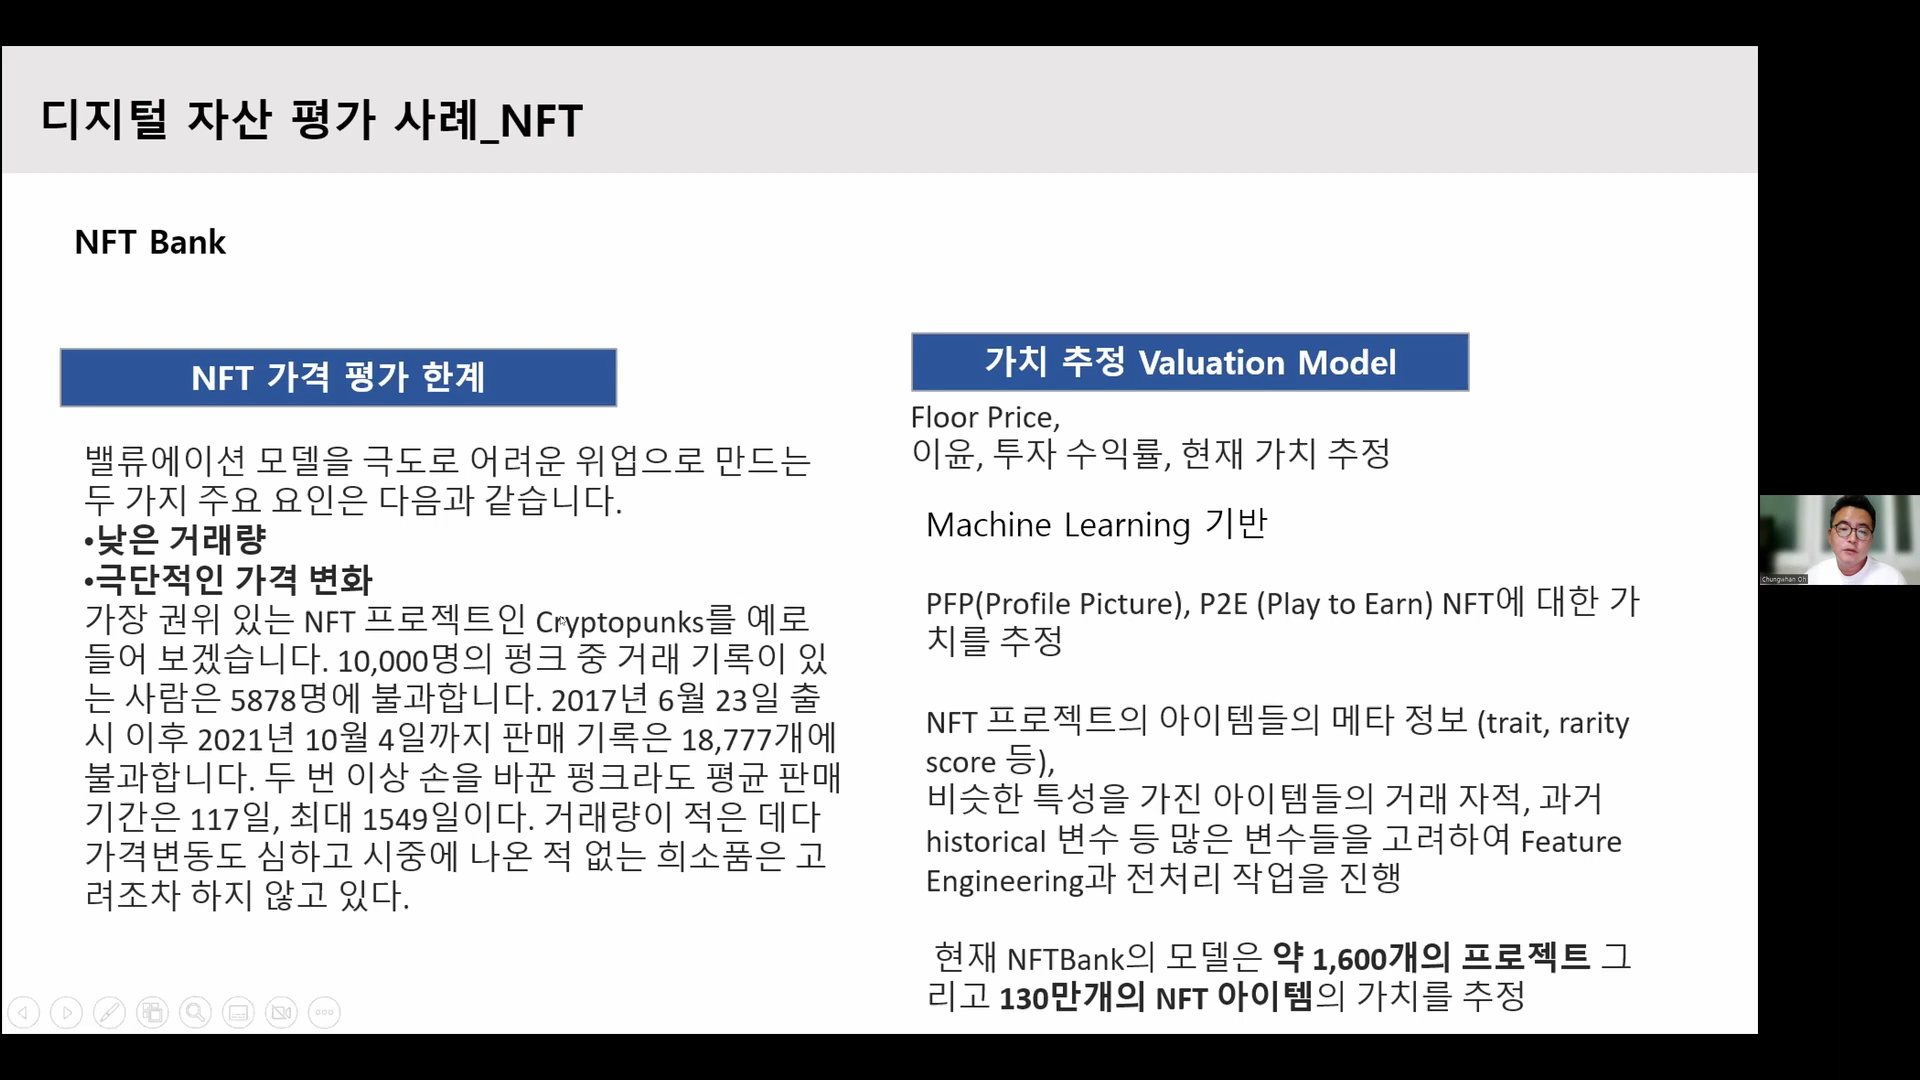 디지털 자산 평가 사례_NFT
NFT Bank
NFT 가격 평가 한계
밸류에이션 모델을 극도로 어려운 위업으로 만드는
두 가지 주요 요인은 다음과 같습니다.
•낮은 거래량
•극단적인 가격 변화
가장 권위 있는 NFT 프로젝트인 Cryptopunks를 예로
들어 보겠습니다. 10,000명의 펑크 중 거래 기록이 있
는 사람은 5878명에 불과합니다. 2017년 6월 23일 출
시 이후 2021년 10월 4일까지 판매 기록은 18,777개에
불과합니다. 두 번 이상 손을 바꾼 펑크라도 평균 판매
기간은 117일, 최대 1549일이다. 거래량이 적은 데다
가격변동도 심하고 시중에 나온 적 없는 희소품은 고
려조차 하지 않고 있다.
가치 추정 Valuation Model
Floor Price,
이윤, 투자 수익률, 현재 가치 추정
Machine Learning 기반
PFP(Profile Picture), P2E (Play to Earn) NFT에 대한 가
치를 추정
NFT 프로젝트의 아이템들의 메타 정보 (trait, rarity
score 등),
비슷한 특성을 가진 아이템들의 거래 자적, 과거
historical 변수 등 많은 변수들을 고려하여 Feature
Engineering과 전처리 작업을 진행
현재 NFTBank의 모델은 약 1,600개의 프로젝트 그
리고 130만개의 NFT 아이템의 가치를 추정
Chungwhan Oh